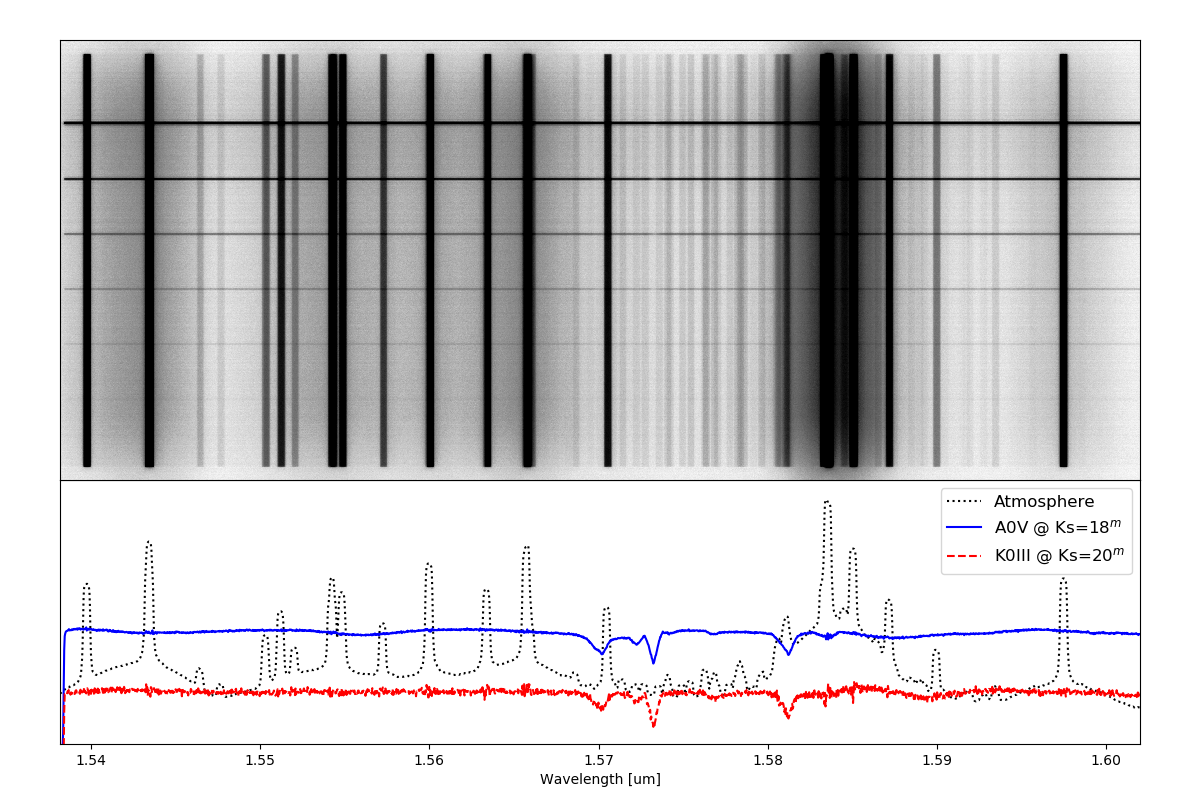 Atmosphere
A0V @ Ks=18^m
K0III @ Ks=20^m
1.54 1.55 1.56 1.57 1.58 1.59 1.60
Wavelength [um]